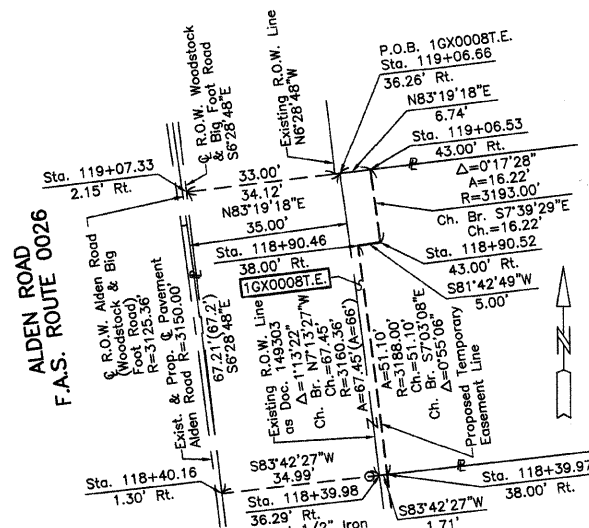 P.O.B. 1GX0008T.E.
Sta. 119+06.66
36.26' Rt.
N83°19'18"E
6.74'
Sta. 119+06.53
43.00' Rt.
℄ R.O.W. Woodstock
& Big Foot Road
S6°28'48"E
Existing R.O.W. Line
N6°28'48"W
Sta. 119+07.33
2.15' Rt.
33.00'
34.12'
N83°19'18"E
35.00'
Δ=0°17'28"
A=16.22'
R=3193.00'
Ch. Br. S7°39'29"E
Ch.=16.22'
Sta. 118+90.46
38.00' Rt.
Sta. 118+90.52
43.00' Rt.
S81°42'49"W
5.00'
1GX0008T.E.
ALDEN ROAD
F.A.S. ROUTE 0026
℄ R.O.W. Alden Road
(Woodstock & Big
Foot Road)
R=3125.36'
Exist. & Prop. ℄ Pavement
Alden Road R=3150.00'
67.21'(67.2')
S6°28'48"E
Existing R.O.W. Line
as Doc. 149303
Δ=1°13'22"
Ch. Br. N7°13'27"W
Ch.=67.45'
R=3160.36'
A=67.45'(A=66')
A=51.10'
R=3188.00'
Ch.=51.10'
Ch. Br. S7°03'08"E
Δ=0°55'06"
Proposed Temporary
Easement Line
N
Sta. 118+40.16
1.30' Rt.
S83°42'27"W
34.99'
Sta. 118+39.98
36.29' Rt.
1/2" Iron
Sta. 118+39.97
38.00' Rt.
S83°42'27"W
1.71'